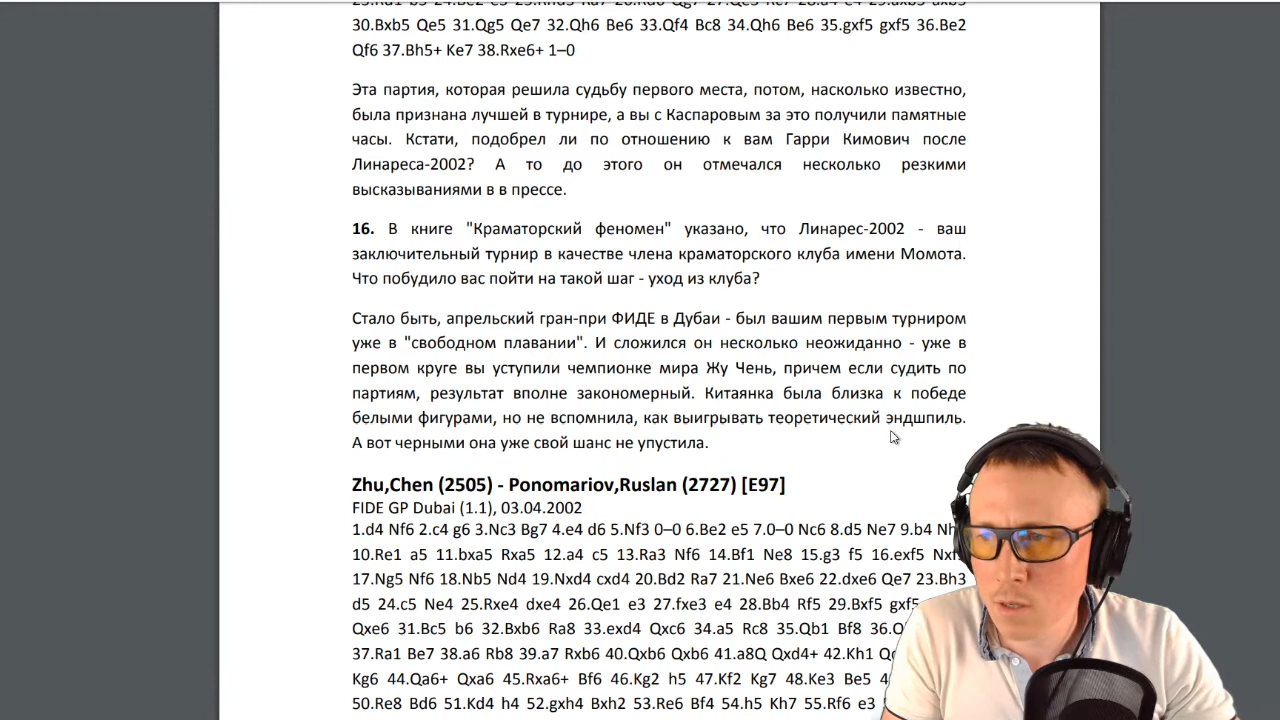 30.Bxb5 Qe5 31.Qg5 Qe7 32.Qh6 Be6 33.Qf4 Bc8 34.Qh6 Be6 35.gxf5 gxf5 36.Be2
Qf6 37.Bh5+ Ke7 38.Rxe6+ 1–0
Эта партия, которая решила судьбу первого места, потом, насколько известно,
была признана лучшей в турнире, а вы с Каспаровым за это получили памятные
часы. Кстати, подобрел ли по отношению к вам Гарри Кимович после
Линареса-2002? А то до этого он отмечался несколько резкими
высказываниями в в прессе.
16. В книге "Краматорский феномен" указано, что Линарес-2002 - ваш
заключительный турнир в качестве члена краматорского клуба имени Момота.
Что побудило вас пойти на такой шаг - уход из клуба?
Стало быть, апрельский гран-при ФИДЕ в Дубаи - был вашим первым турниром
уже в "свободном плавании". И сложился он несколько неожиданно - уже в
первом круге вы уступили чемпионке мира Жу Чень, причем если судить по
партиям, результат вполне закономерный. Китаянка была близка к победе
белыми фигурами, но не вспомнила, как выигрывать теоретический эндшпиль.
А вот черными она уже свой шанс не упустила.
Zhu,Chen (2505) - Ponomariov,Ruslan (2727) [E97]
FIDE GP Dubai (1.1), 03.04.2002
1.d4 Nf6 2.c4 g6 3.Nc3 Bg7 4.e4 d6 5.Nf3 0–0 6.Be2 e5 7.0–0 Nc6 8.d5 Ne7 9.b4
10.Re1 a5 11.bxa5 Rxa5 12.a4 c5 13.Ra3 Nf6 14.Bf1 Ne8 15.g3 f5 16.exf5
17.Ng5 Nf6 18.Nb5 Nd4 19.Nxd4 cxd4 20.Bd2 Ra7 21.Ne6 Bxe6 22.dxe6 Qe7 23.Bh3
d5 24.c5 Ne4 25.Rxe4 dxe4 26.Qe1 e3 27.fxe3 e4 28.Bb4 Rf5 29.Bxf5 gxf5
Qxe6 31.Bc5 b6 32.Bxb6 Ra8 33.exd4 Qxc6 34.a5 Rc8 35.Qb1 Bf8
37.Ra1 Be7 38.a6 Rb8 39.a7 Rxb6 40.Qxb6 Qxb6 41.a8Q Qxd4+ 42.Kh1
Kg6 44.Qa6+ Qxa6 45.Rxa6+ Bf6 46.Kg2 h5 47.Kf2 Kg7 48.Ke3 Be5
50.Re8 Bd6 51.Kd4 h4 52.gxh4 Bxh2 53.Re6 Bf4 54.h5 Kh7 55.Rf6 e3